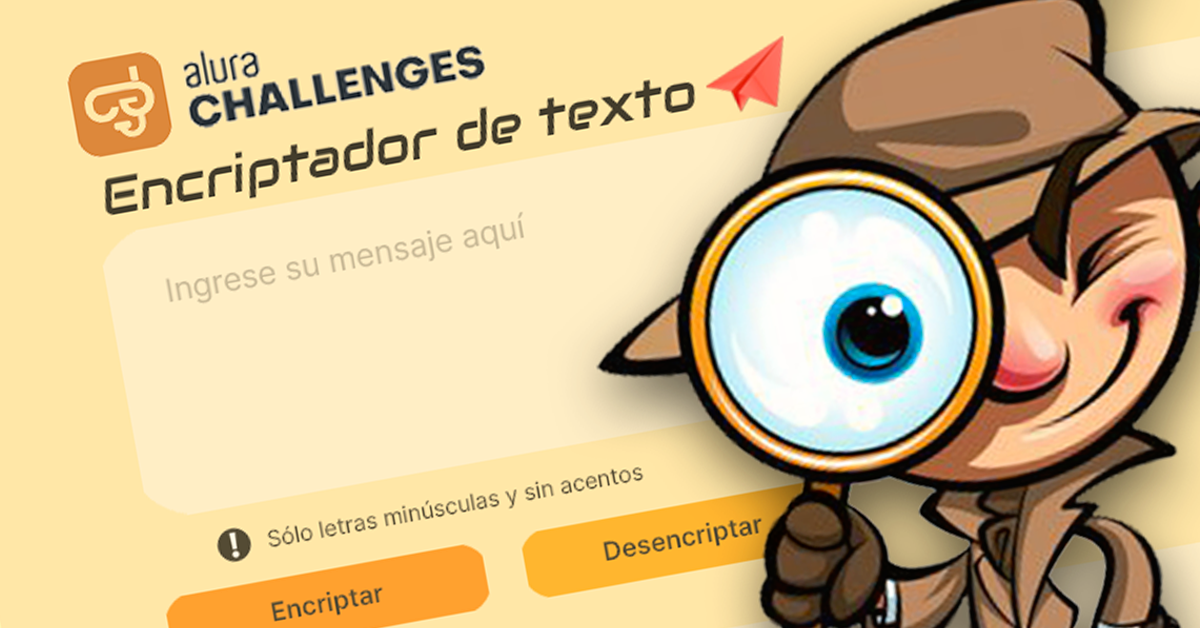 alura
CHALLENGES
Encriptador de texto
Ingrese su mensaje aquí
Sólo letras minúsculas y sin acentos
Encriptar
Desencriptar